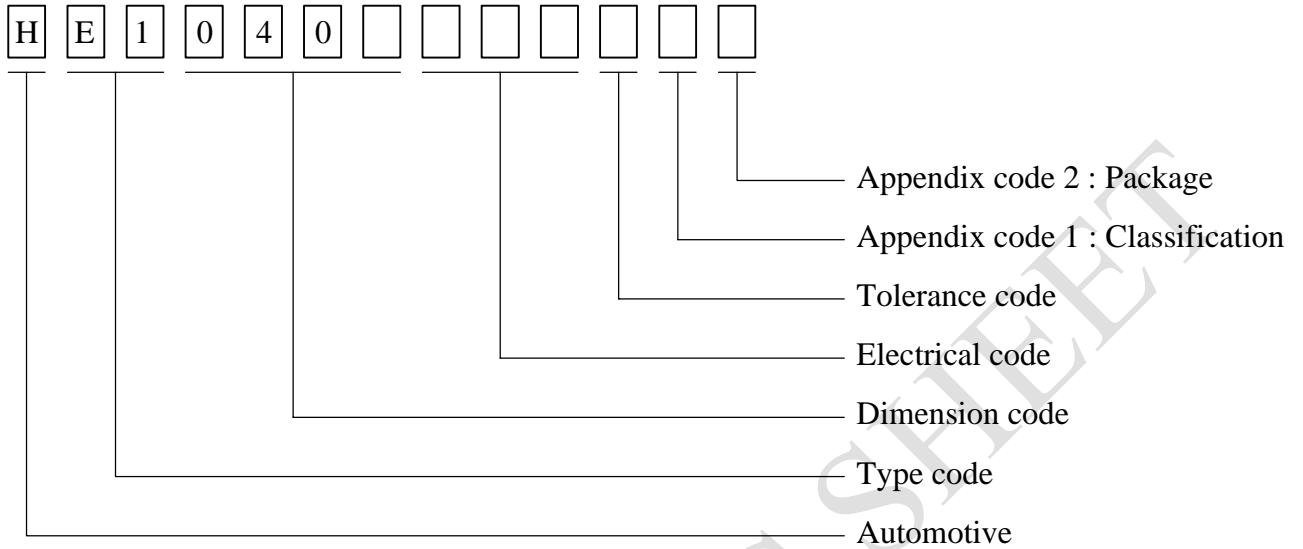 H E 1 0 4 0
Appendix code 2 : Package
Appendix code 1 : Classification
Tolerance code
Electrical code
Dimension code
Type code
Automotive
SHEET